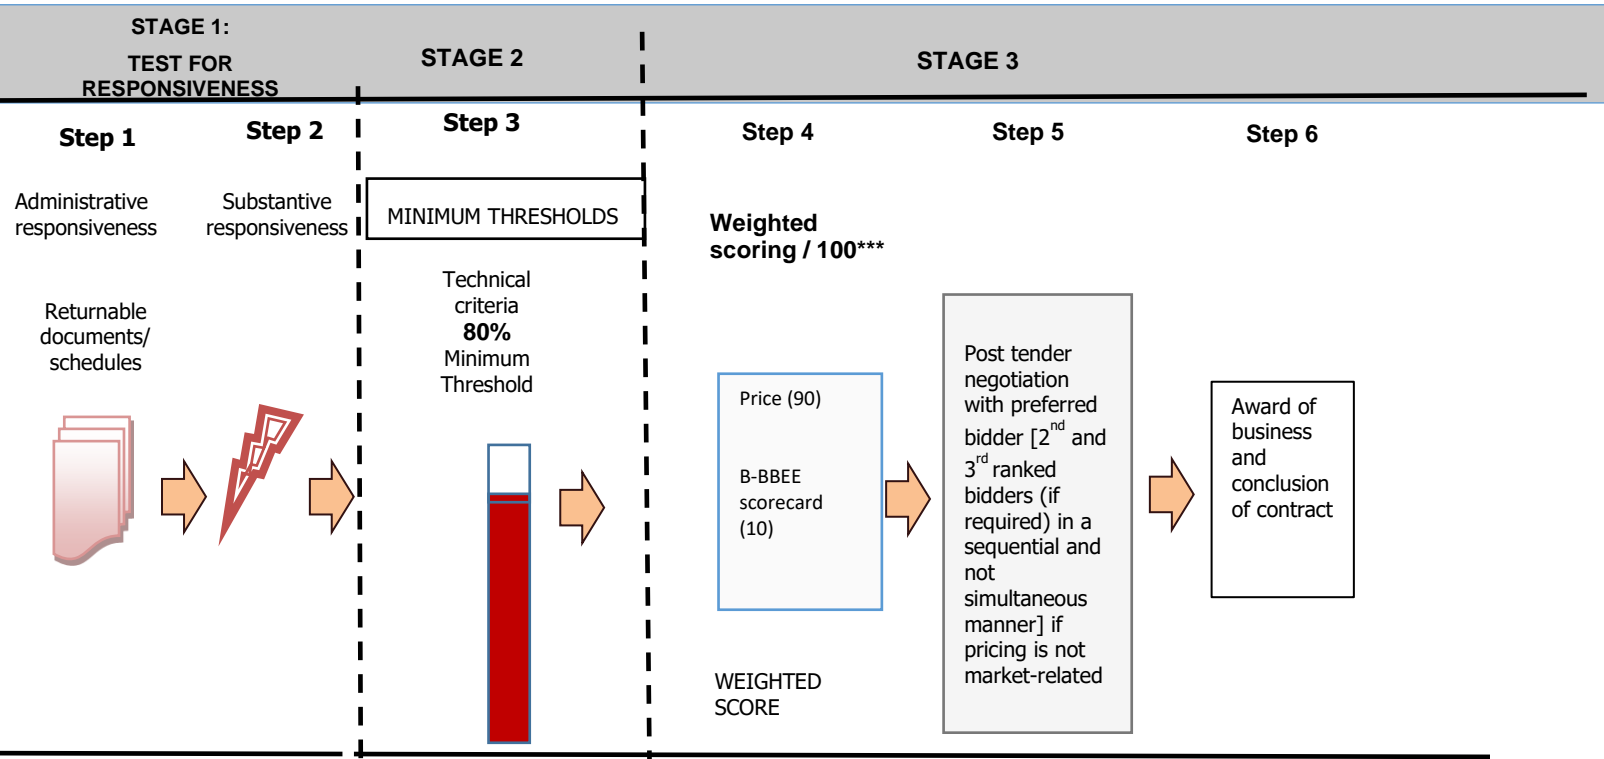 STAGE 1:
TEST FOR
RESPONSIVENESS
STAGE 2
STAGE 3
Step 1
Step 2
Step 3
Step 4
Step 5
Step 6
Administrative
responsiveness
Substantive
responsiveness
MINIMUM THRESHOLDS
Weighted
scoring / 100***
Returnable
documents/
schedules
Technical
criteria
80%
Minimum
Threshold
Price (90)
B-BBEE
scorecard
(10)
WEIGHTED
SCORE
Post tender
negotiation
with preferred
bidder [2nd and
3rd ranked
bidders (if
required) in a
sequential and
not
simultaneous
manner] if
pricing is not
market-related
Award of
business
and
conclusion
of contract